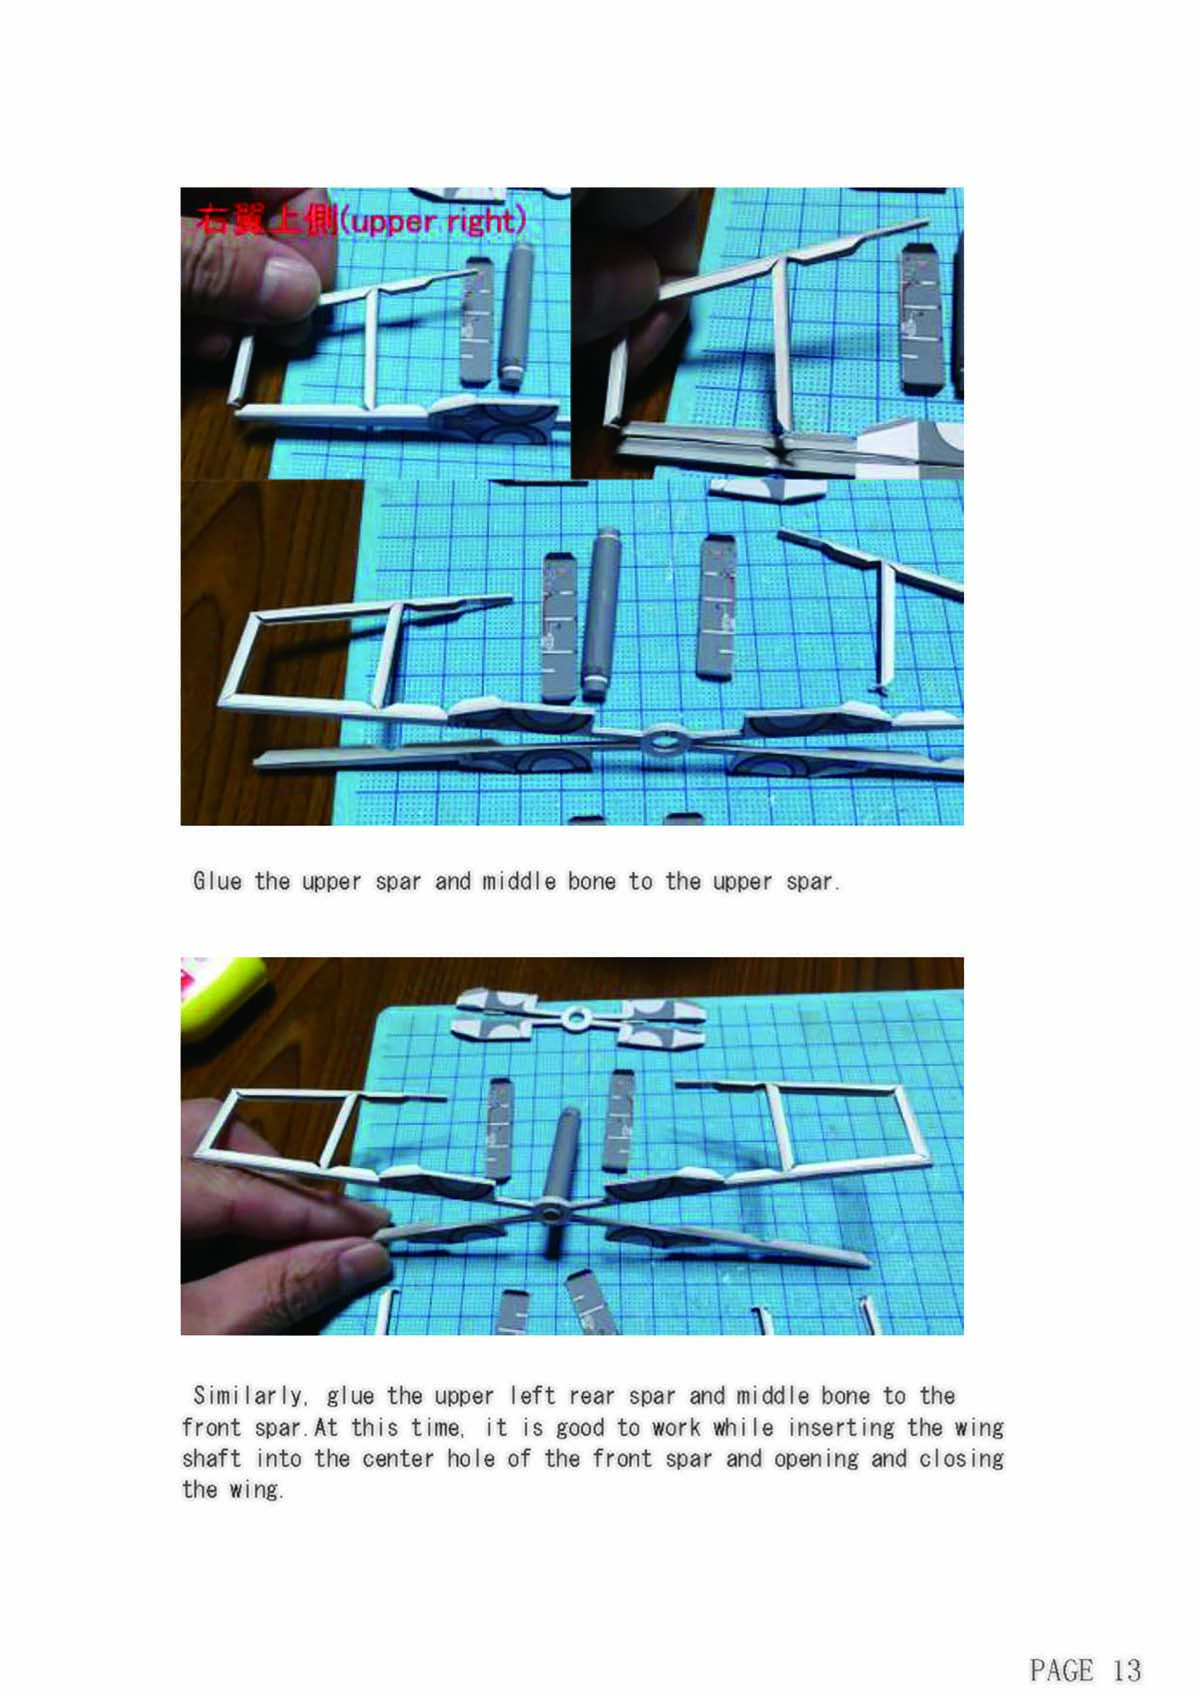 右翼上側(upper right)
Glue the upper spar and middle bone to the upper spar.
Similarly, glue the upper left rear spar and middle bone to the
front spar.At this time, it is good to work while inserting the wing
shaft into the center hole of the front spar and opening and closing
the wing.
PAGE 13